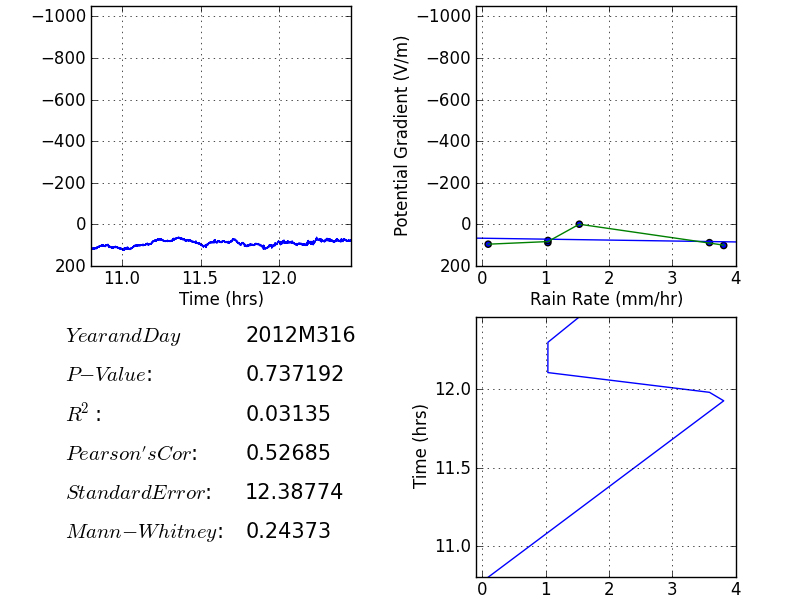 −1000
−800
−600
−400
−200
0
200
11.0 11.5 12.0
Time (hrs)
Potential Gradient (V/m)
−1000
−800
−600
−400
−200
0
200
0 1 2 3 4
Rain Rate (mm/hr)
YearandDay 2012M316
P−Value: 0.737192
R²: 0.03135
Pearson'sCor: 0.52685
StandardError: 12.38774
Mann−Whitney: 0.24373
Time (hrs)
12.0
11.5
11.0
0 1 2 3 4